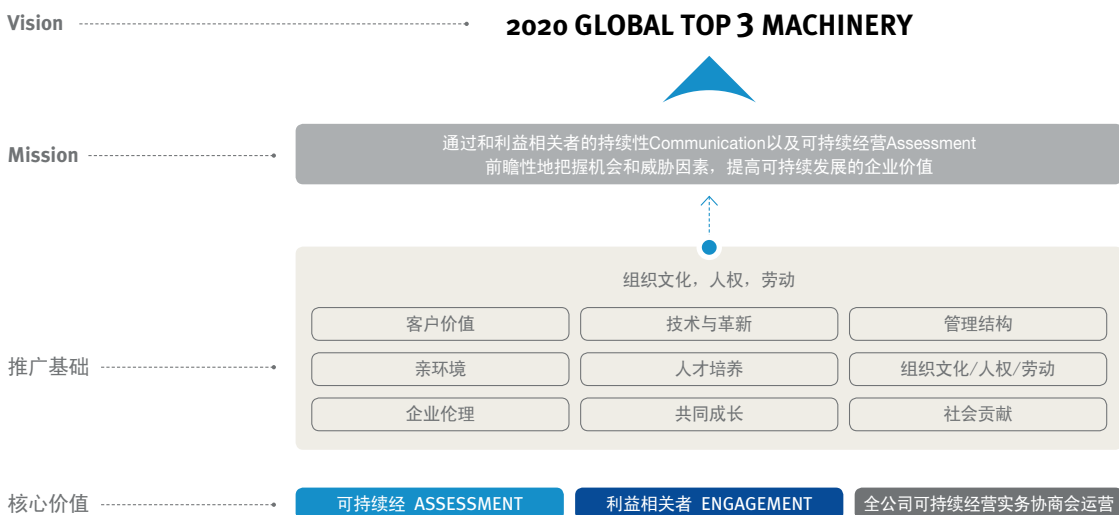 Vision
2020 GLOBAL TOP 3 MACHINERY
Mission
通过和利益相关者的持续性Communication以及可持续经营Assessment
前瞻性地把握机会和威胁因素，提高可持续发展的企业价值
组织文化，人权，劳动
推广基础
客户价值
技术与革新
管理结构
亲环境
人才培养
组织文化/人权/劳动
企业伦理
共同成长
社会贡献
核心价值
可持续经 ASSESSMENT
利益相关者 ENGAGEMENT
全公司可持续经营实务协商会运营